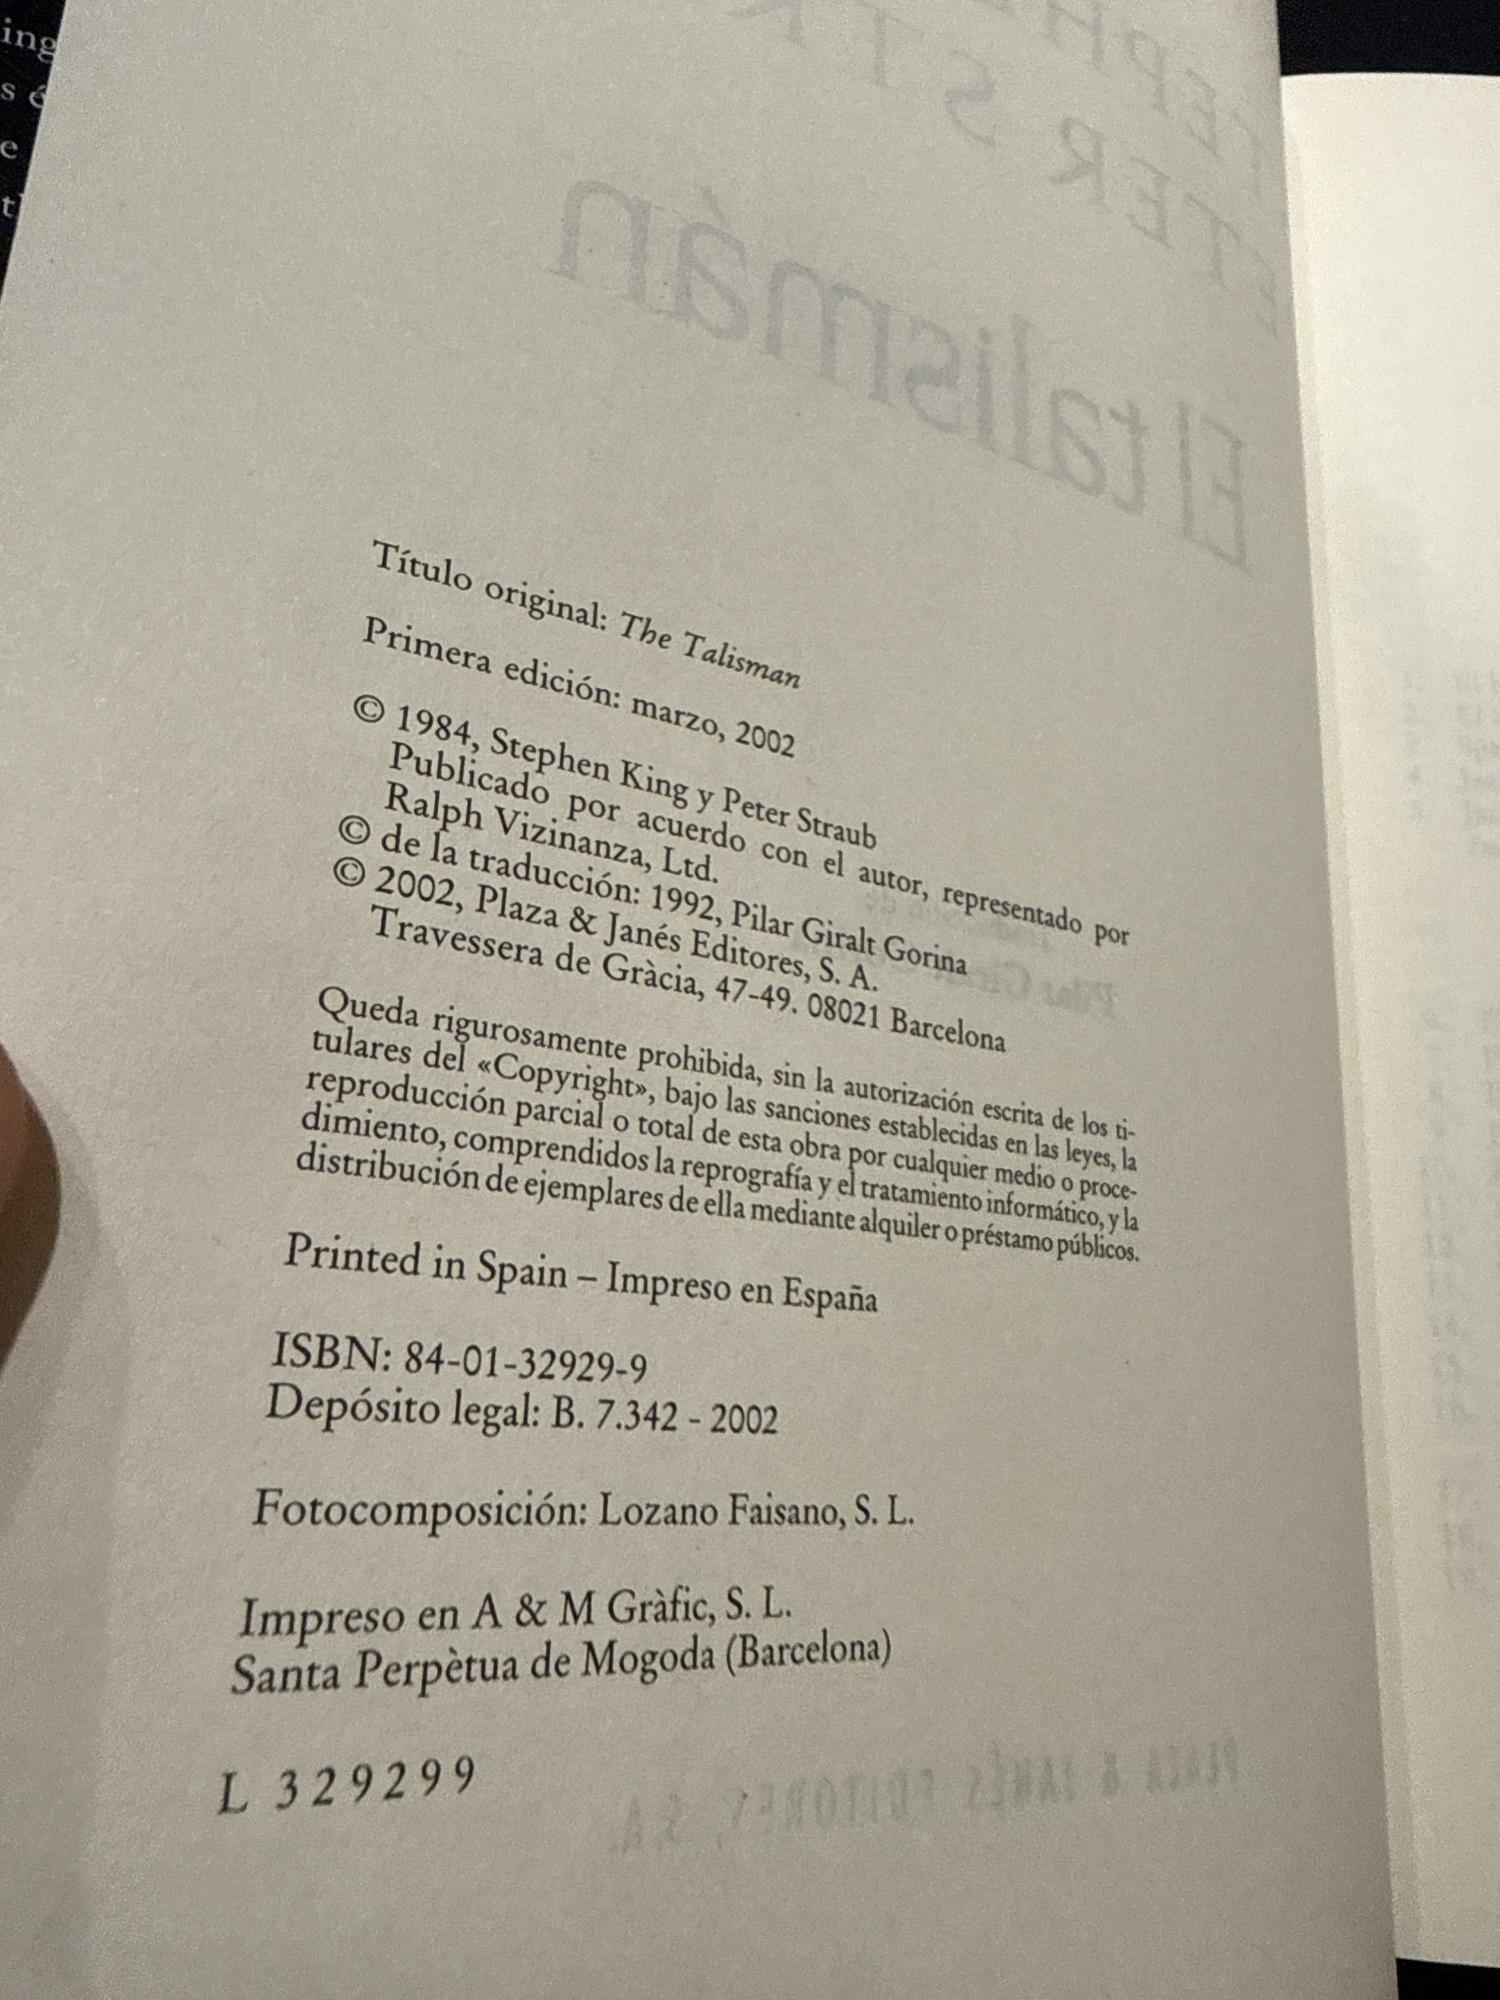 ing
s é
e
El talismán
Título original: The Talisman
Primera edición: marzo, 2002
© 1984, Stephen King y Peter Straub
Publicado por acuerdo con el autor, representado por
Ralph Vizinanza, Ltd.
© de la traducción: 1992, Pilar Giralt Gorina
© 2002, Plaza & Janés Editores, S. A.
Travessera de Gràcia, 47-49. 08021 Barcelona
Queda rigurosamente prohibida, sin la autorización escrita de los ti-
tulares del «Copyright», bajo las sanciones establecidas en las leyes, la
reproducción parcial o total de esta obra por cualquier medio o proce-
dimiento, comprendidos la reprografía y el tratamiento informático, y la
distribución de ejemplares de ella mediante alquiler o préstamo públicos.
Printed in Spain – Impreso en España
ISBN: 84-01-32929-9
Depósito legal: B. 7.342 - 2002
Fotocomposición: Lozano Faisano, S. L.
Impreso en A & M Gràfic, S. L.
Santa Perpètua de Mogoda (Barcelona)
L 329299
PLAZA & JANÉS EDITORES, S.A.